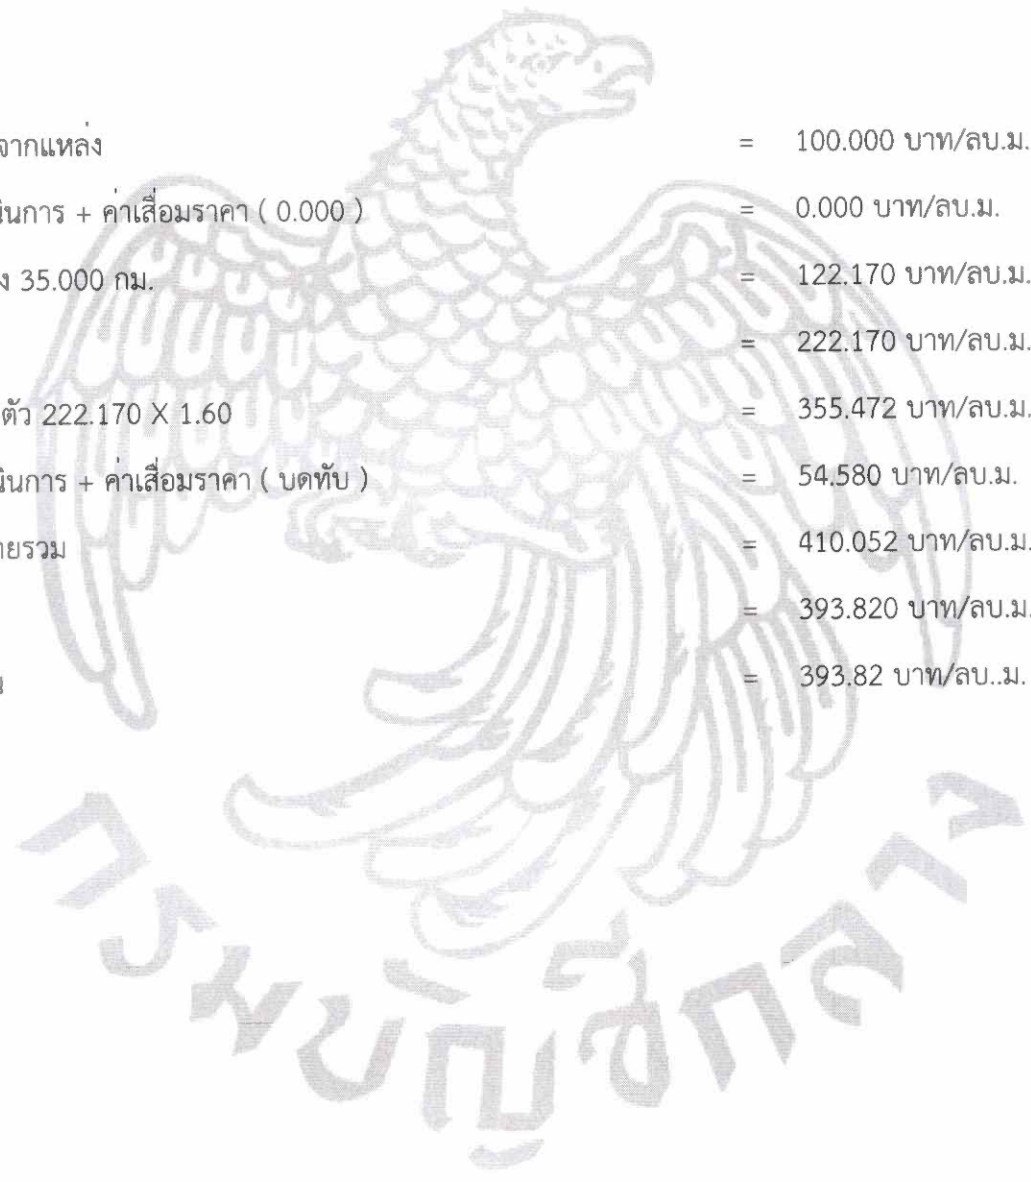 จากแหล่ง = 100.000 บาท/ลบ.ม.
นินการ + ค่าเสื่อมราคา ( 0.000 ) = 0.000 บาท/ลบ.ม.
ง 35.000 กม. = 122.170 บาท/ลบ.ม.
= 222.170 บาท/ลบ.ม.
ตัว 222.170 X 1.60 = 355.472 บาท/ลบ.ม.
นินการ + ค่าเสื่อมราคา ( บดทับ ) = 54.580 บาท/ลบ.ม.
ายรวม = 410.052 บาท/ลบ.ม.
= 393.820 บาท/ลบ.ม.
น = 393.82 บาท/ลบ..ม.
กรมบัญชีกลาง